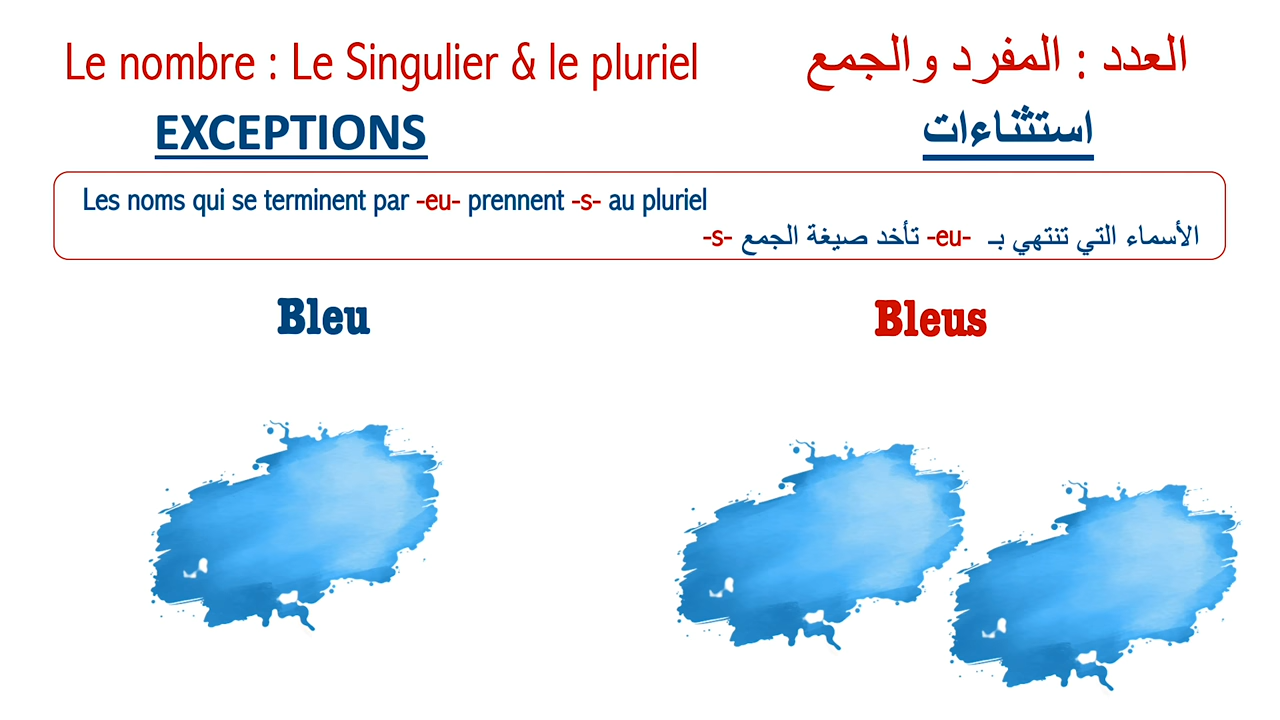 Le nombre : Le Singulier & le pluriel
العدد : المفرد والجمع
EXCEPTIONS
استثناءات
Les noms qui se terminent par -eu- prennent -s- au pluriel
الأسماء التي تنتهي بـ -eu- تأخد صيغة الجمع -s-
Bleu
Bleus